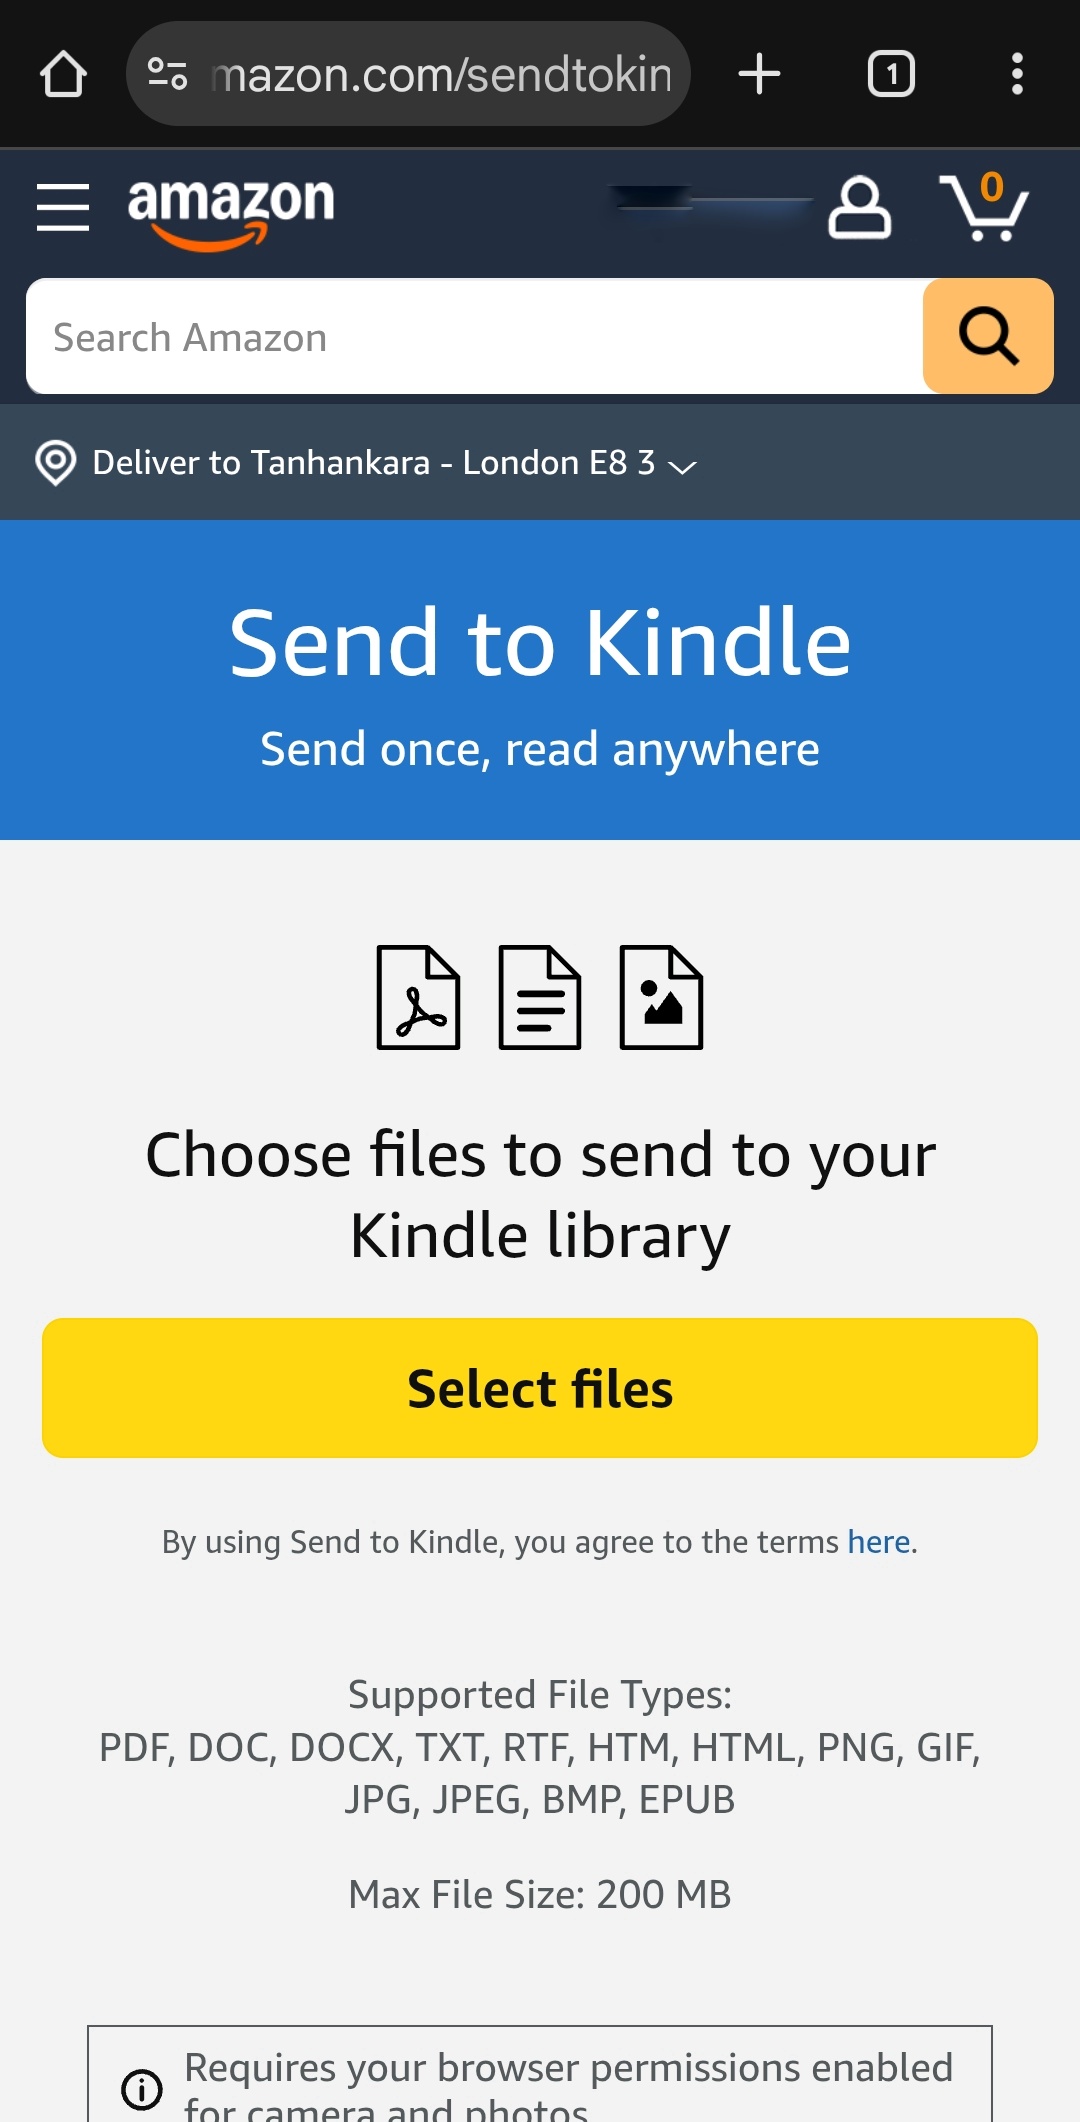 mazon.com/sendtokin
1
amazon
0
Search Amazon
Deliver to Tanhankara - London E8 3
Send to Kindle
Send once, read anywhere
Choose files to send to your
Kindle library
Select files
By using Send to Kindle, you agree to the terms here.
Supported File Types:
PDF, DOC, DOCX, TXT, RTF, HTM, HTML, PNG, GIF,
JPG, JPEG, BMP, EPUB
Max File Size: 200 MB
Requires your browser permissions enabled
for camera and photos